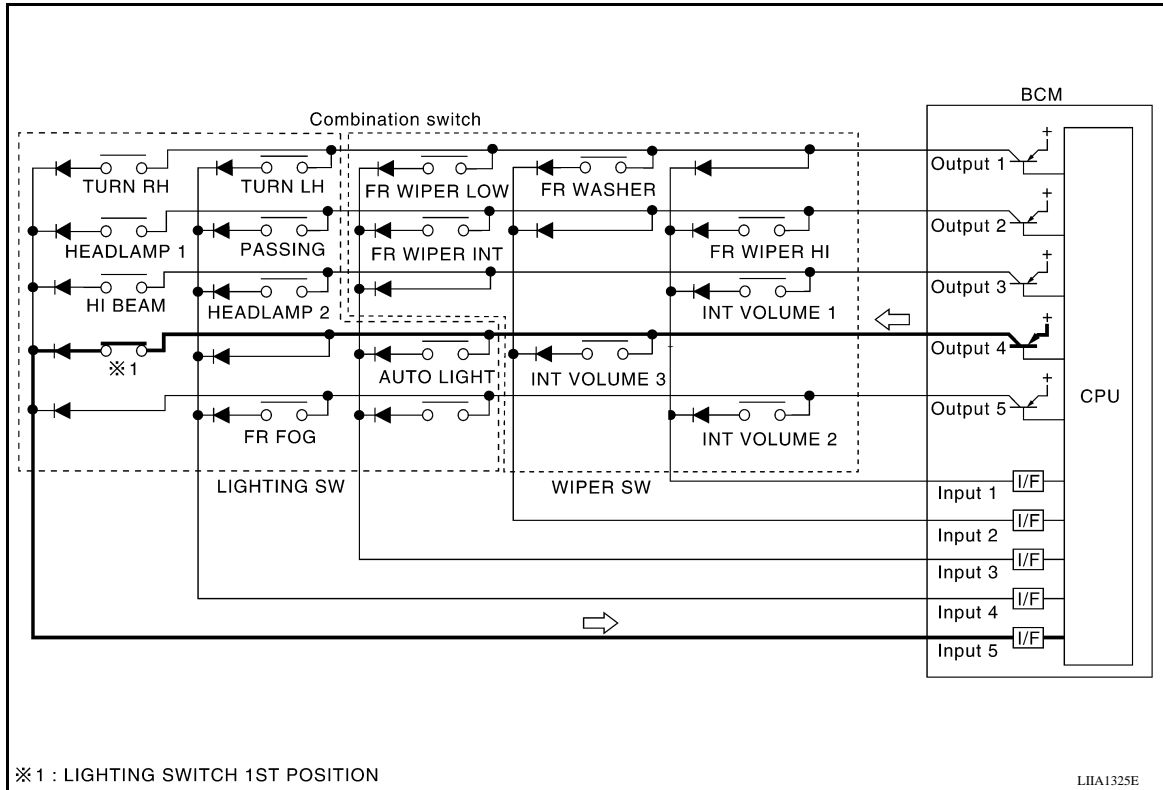 BCM
Combination switch
+
Output 1
TURN RH
TURN LH
FR WIPER LOW
FR WASHER
+
Output 2
HEADLAMP 1
PASSING
FR WIPER INT
FR WIPER HI
+
Output 3
HI BEAM
HEADLAMP 2
INT VOLUME 1
+
Output 4
※1
AUTO LIGHT
INT VOLUME 3
+
Output 5
CPU
FR FOG
INT VOLUME 2
LIGHTING SW
WIPER SW
Input 1
I/F
Input 2
I/F
Input 3
I/F
Input 4
I/F
Input 5
I/F
※1 : LIGHTING SWITCH 1ST POSITION
LIIA1325E